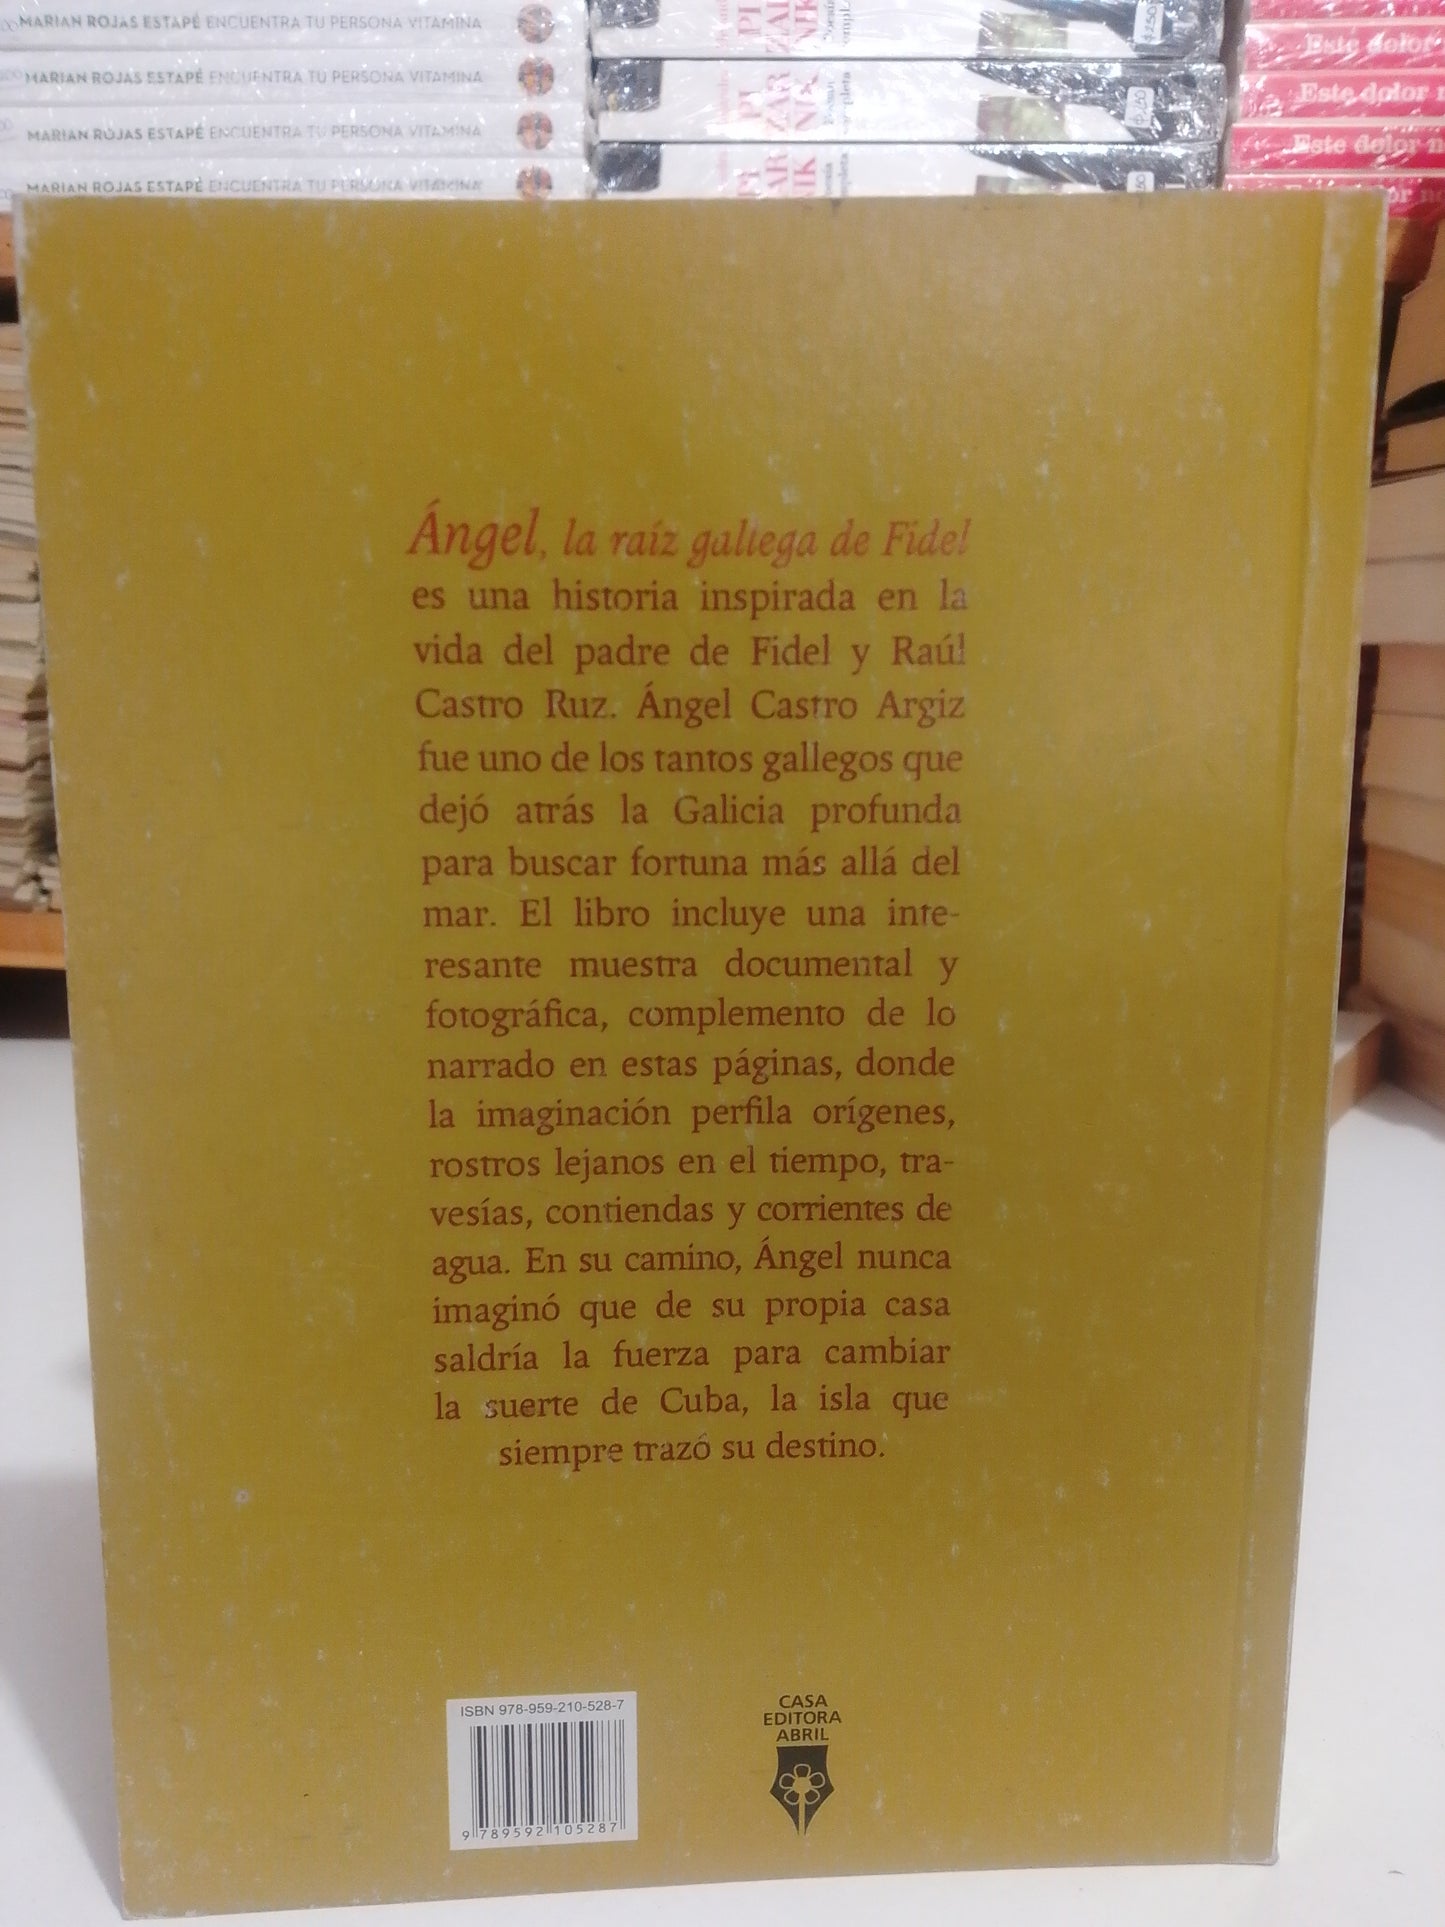 MARIAN ROJAS ESTAPÉ ENCUENTRA TU PERSONA VITAMINA
MARIAN ROJAS ESTAPÉ ENCUENTRA TU PERSONA VITAMINA
MARIAN ROJAS ESTAPÉ ENCUENTRA TU PERSONA VITAMINA
MARIAN ROJAS ESTAPÉ ENCUENTRA TU PERSONA VITAMINA
PI
ZAR
NIK
Este dolor
Este dolor n
Este dolor n
Ángel, la raíz gallega de Fidel
es una historia inspirada en la
vida del padre de Fidel y Raúl
Castro Ruz. Ángel Castro Argiz
fue uno de los tantos gallegos que
dejó atrás la Galicia profunda
para buscar fortuna más allá del
mar. El libro incluye una inte-
resante muestra documental y
fotográfica, complemento de lo
narrado en estas páginas, donde
la imaginación perfila orígenes,
rostros lejanos en el tiempo, tra-
vesías, contiendas y corrientes de
agua. En su camino, Ángel nunca
imaginó que de su propia casa
saldría la fuerza para cambiar
la suerte de Cuba, la isla que
siempre trazó su destino.
ISBN 978-959-210-528-7
9 789592 105287
CASA
EDITORA
ABRIL